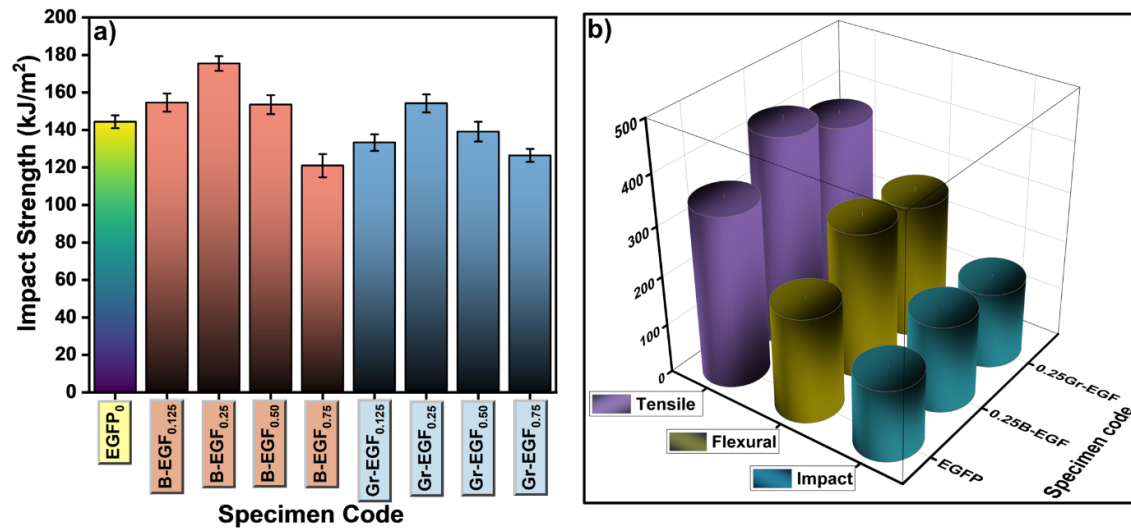 a)
Impact Strength (kJ/m²)
200
180
160
140
120
100
80
60
40
20
0
EGFP₀
B-EGF₀.₁₂₅
B-EGF₀.₂₅
B-EGF₀.₅₀
B-EGF₀.₇₅
Gr-EGF₀.₁₂₅
Gr-EGF₀.₂₅
Gr-EGF₀.₅₀
Gr-EGF₀.₇₅
Specimen Code
b)
500
400
300
200
100
0
Tensile
Flexural
Impact
EGFP
0.25B-EGF
0.25Gr-EGF
Specimen code